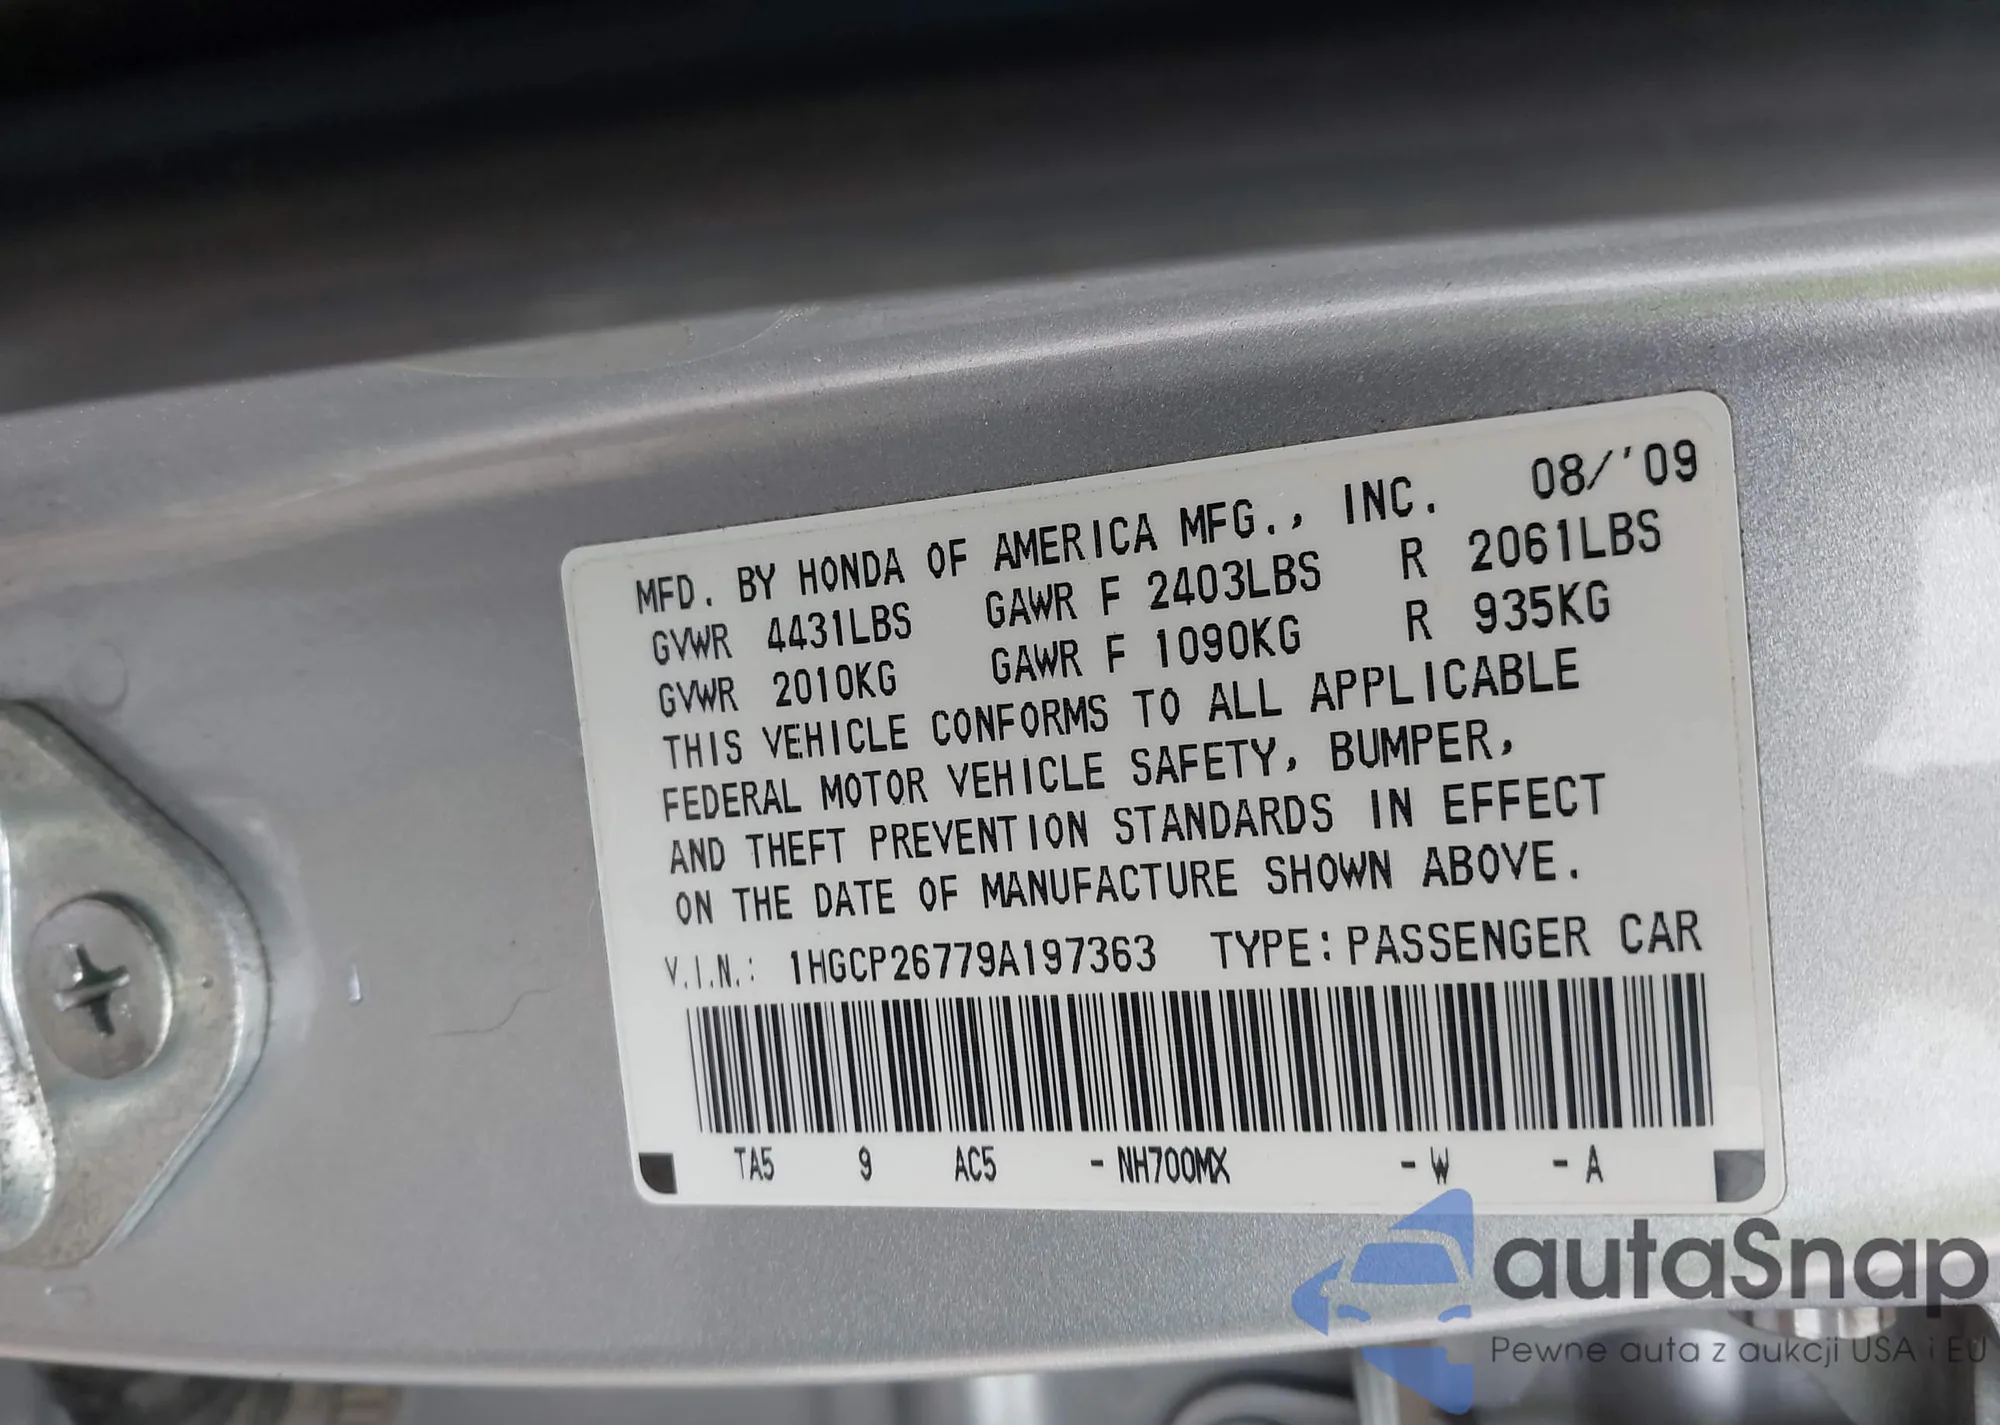 MFD. BY HONDA OF AMERICA MFG., INC. 08/'09
GVWR 4431LBS GAWR F 2403LBS R 2061LBS
GVWR 2010KG GAWR F 1090KG R 935KG
THIS VEHICLE CONFORMS TO ALL APPLICABLE
FEDERAL MOTOR VEHICLE SAFETY, BUMPER,
AND THEFT PREVENTION STANDARDS IN EFFECT
ON THE DATE OF MANUFACTURE SHOWN ABOVE.
V.I.N.: 1HGCP26779A197363 TYPE: PASSENGER CAR
TA5 9 AC5 - NH700MX - W - A
autaSnap
Pewne auta z aukcji USA i EU